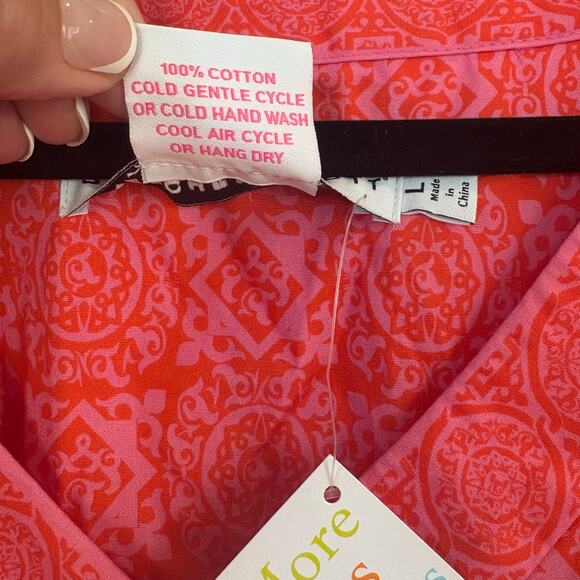 100% COTTON
COLD GENTLE CYCLE
OR COLD HAND WASH
COOL AIR CYCLE
OR HANG DRY
L
Made
in
China
More